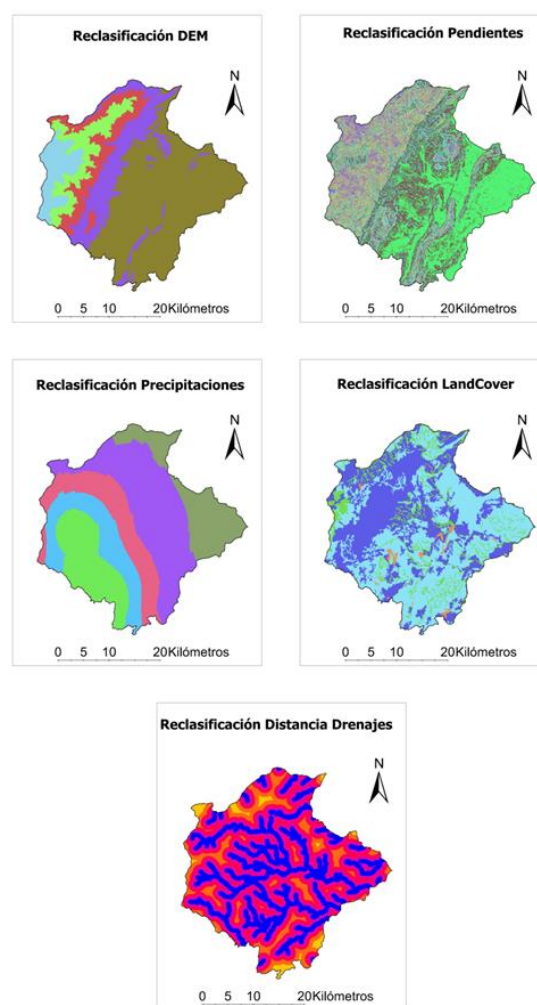 Reclasificación DEM
N
0 5 10 20Kilómetros
Reclasificación Pendientes
N
0 5 10 20Kilómetros
Reclasificación Precipitaciones
N
0 5 10 20Kilómetros
Reclasificación LandCover
N
0 5 10 20Kilómetros
Reclasificación Distancia Drenajes
N
0 5 10 20Kilómetros